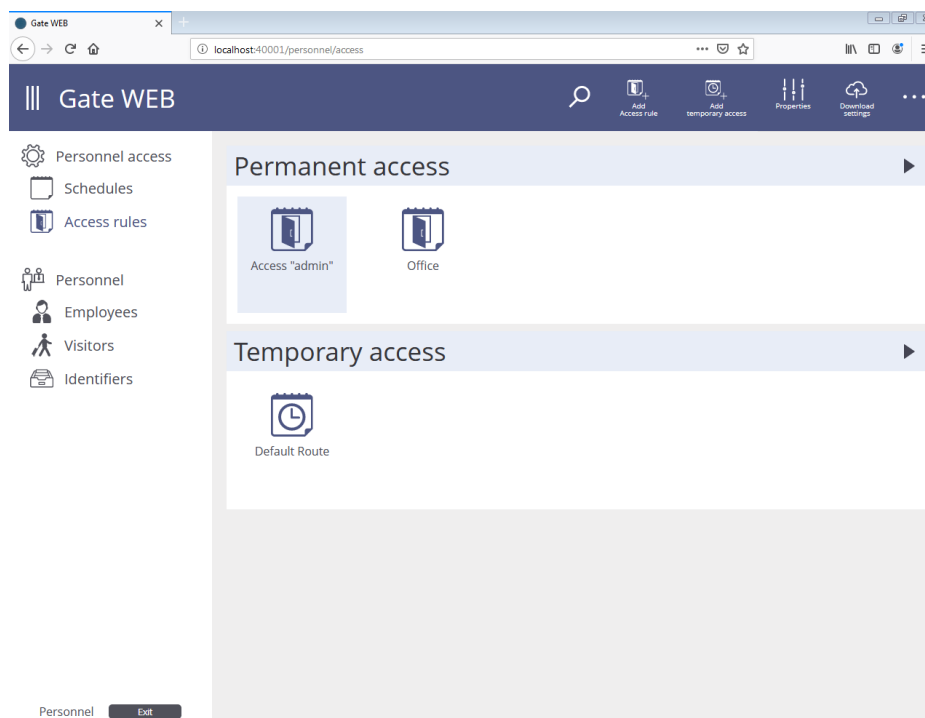 Gate WEB
localhost:40001/personnel/access
Gate WEB
Add
Access rule
Add
temporary access
Properties
Download
settings
Personnel access
Schedules
Access rules
Personnel
Employees
Visitors
Identifiers
Permanent access
Access "admin"
Office
Temporary access
Default Route
Personnel
Exit